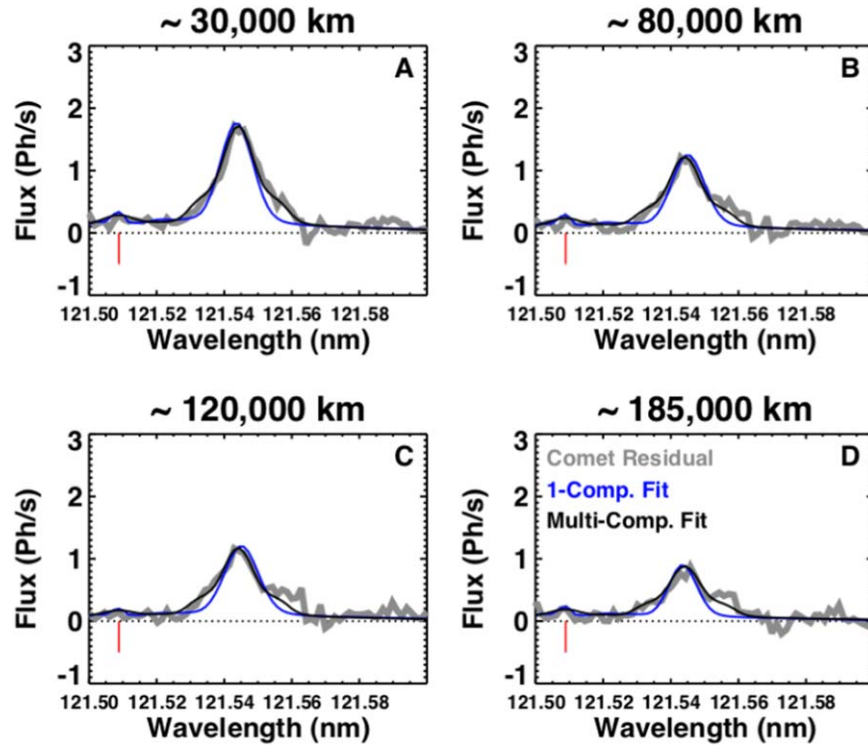 ~ 30,000 km
~ 80,000 km
3
2
1
0
-1
Flux (Ph/s)
A
121.50 121.52 121.54 121.56 121.58
Wavelength (nm)
3
2
1
0
-1
Flux (Ph/s)
B
121.50 121.52 121.54 121.56 121.58
Wavelength (nm)
~ 120,000 km
~ 185,000 km
3
2
1
0
-1
Flux (Ph/s)
C
121.50 121.52 121.54 121.56 121.58
Wavelength (nm)
3
2
1
0
-1
Flux (Ph/s)
D
Comet Residual
1-Comp. Fit
Multi-Comp. Fit
121.50 121.52 121.54 121.56 121.58
Wavelength (nm)